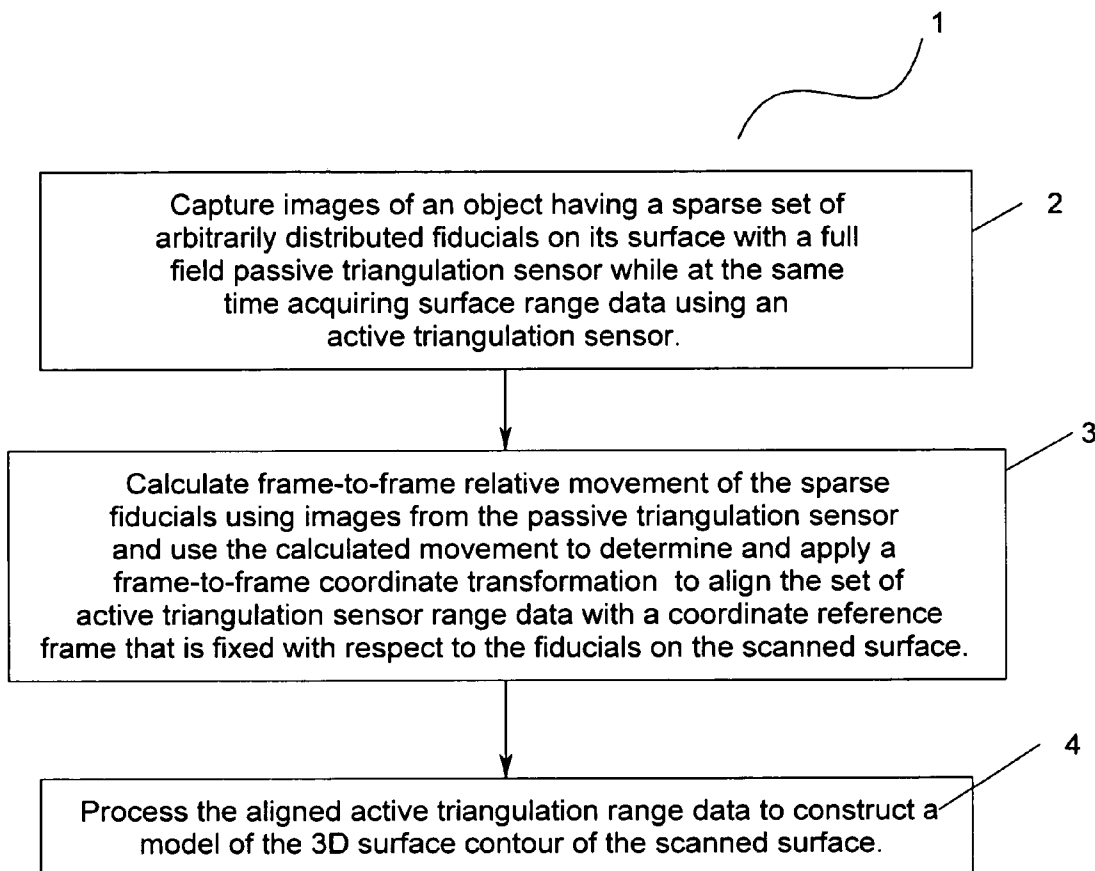 1
Capture images of an object having a sparse set of
arbitrarily distributed fiducials on its surface with a full
field passive triangulation sensor while at the same
time acquiring surface range data using an
active triangulation sensor.
2
Calculate frame-to-frame relative movement of the sparse
fiducials using images from the passive triangulation sensor
and use the calculated movement to determine and apply a
frame-to-frame coordinate transformation to align the set of
active triangulation sensor range data with a coordinate reference
frame that is fixed with respect to the fiducials on the scanned surface.
3
Process the aligned active triangulation range data to construct a
model of the 3D surface contour of the scanned surface.
4